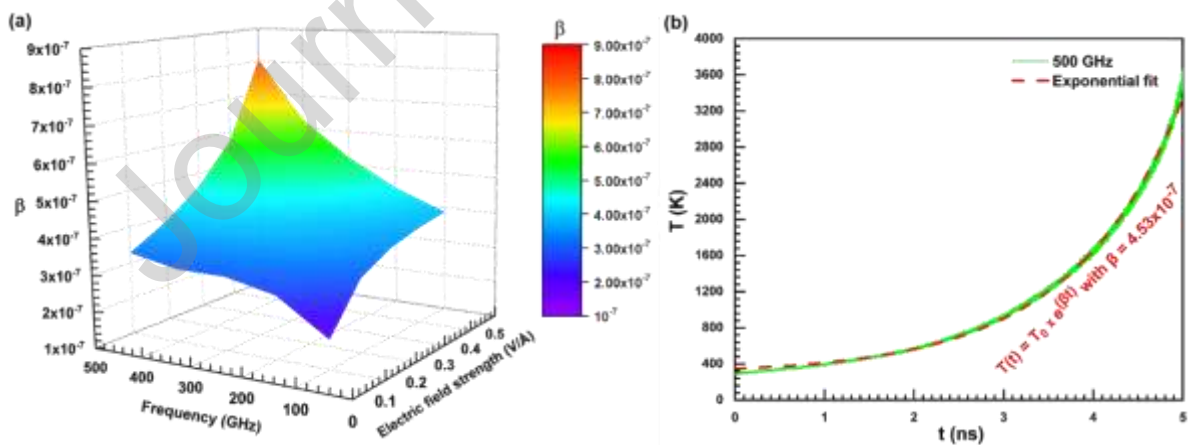 (a)
β
9x10⁻⁷
8x10⁻⁷
7x10⁻⁷
6x10⁻⁷
5x10⁻⁷
4x10⁻⁷
3x10⁻⁷
2x10⁻⁷
1x10⁻⁷
β
500
400
300
200
100
0
Frequency (GHz)
0.1
0.2
0.3
0.4
0.5
Electric field strength (V/Å)
9.00x10⁻⁷
8.00x10⁻⁷
7.00x10⁻⁷
6.00x10⁻⁷
5.00x10⁻⁷
4.00x10⁻⁷
3.00x10⁻⁷
2.00x10⁻⁷
10⁻⁷
Journ
(b)
4000
3600
3200
2800
2400
2000
1600
1200
800
400
0
T (K)
500 GHz
Exponential fit
T(t) = T₀ x e^(βt) with β = 4.53x10⁻⁷
0
1
2
3
4
5
t (ns)